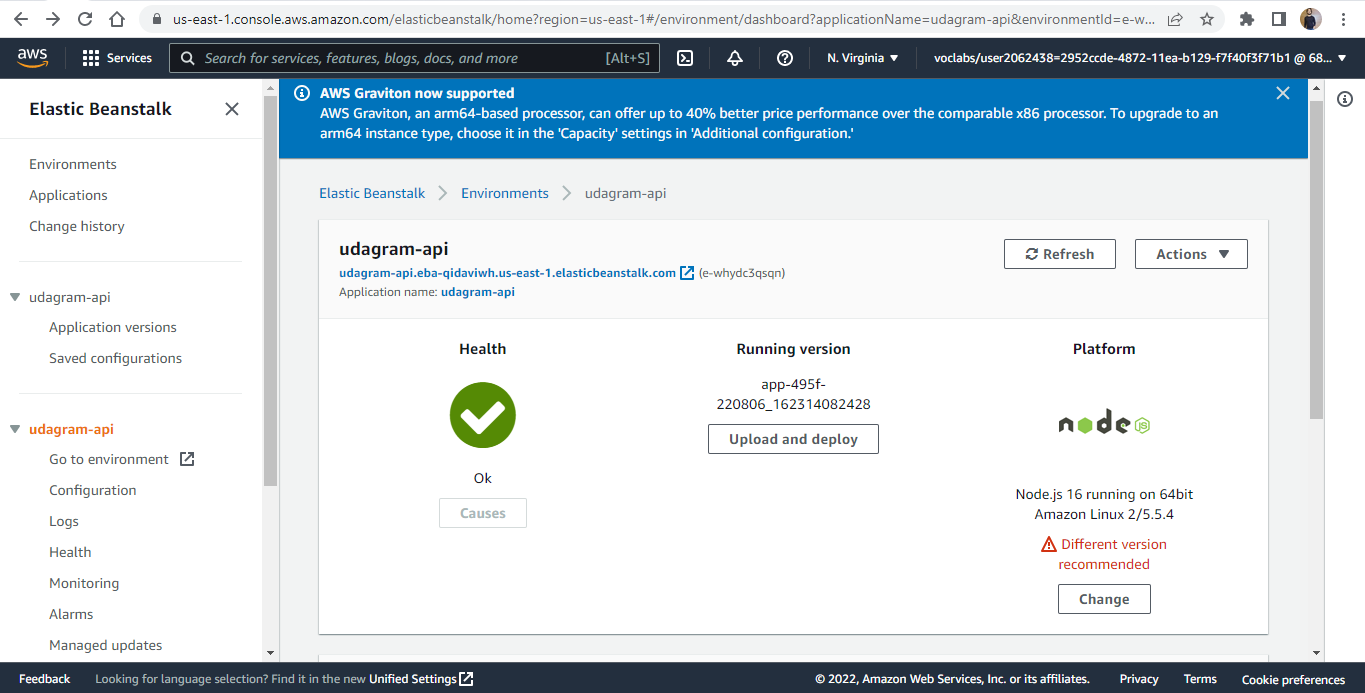 us-east-1.console.aws.amazon.com/elasticbeanstalk/home?region=us-east-1#/environment/dashboard?applicationName=udagram-api&environmentId=e-w...
aws
Services
Search for services, features, blogs, docs, and more
[Alt+S]
N. Virginia
voclabs/user2062438=2952ccde-4872-11ea-b129-f7f40f3f71b1 @ 68...
Elastic Beanstalk
Environments
Applications
Change history
udagram-api
Application versions
Saved configurations
udagram-api
Go to environment
Configuration
Logs
Health
Monitoring
Alarms
Managed updates
AWS Graviton now supported
AWS Graviton, an arm64-based processor, can offer up to 40% better price performance over the comparable x86 processor. To upgrade to an
arm64 instance type, choose it in the 'Capacity' settings in 'Additional configuration.'
Elastic Beanstalk
Environments
udagram-api
udagram-api
udagram-api.eba-qidaviwh.us-east-1.elasticbeanstalk.com (e-whydc3qsqn)
Application name: udagram-api
Refresh
Actions
Health
Ok
Causes
Running version
app-495f-
220806_162314082428
Upload and deploy
Platform
node JS
Node.js 16 running on 64bit
Amazon Linux 2/5.5.4
Different version
recommended
Change
Feedback
Looking for language selection? Find it in the new Unified Settings
© 2022, Amazon Web Services, Inc. or its affiliates.
Privacy
Terms
Cookie preferences